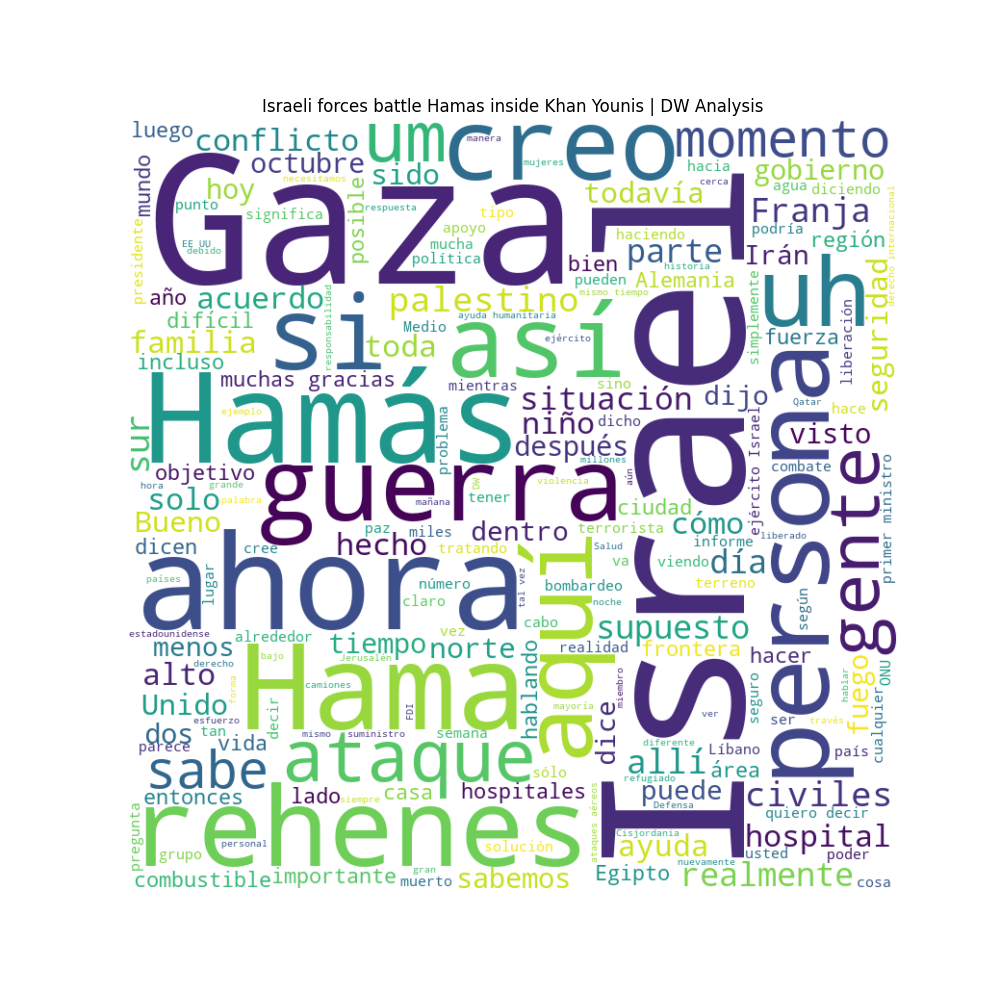 Israeli forces battle Hamas inside Khan Younis | DW Analysis
luego
conflicto
um
creo
manera
momento
mujeres
octubre
sido
hacia
cerca
gobierno
mundo
hoy
necesitamos
todavía
agua
diciendo
punto
significa
posible
respuesta
tipo
Franja
podría
derecho internacional
presidente
EE UU
debido
Gaza
apoyo
mucha
política
haciendo
parte
Irán
región
bien
historia
año
acuerdo
pueden
Alemania
palestino
mismo tiempo
uh
seguridad
difícil
responsabilidad
Medio
ayuda humanitaria
simplemente
liberación
familia
si
toda
así
ejército
fuerza
incluso
muchas gracias
mientras
sino
Israel
persona
Qatar
hace
Hamás
ejemplo
situación
dijo
niño
dicho
sur
problema
después
ejército Israel
visto
objetivo
millones
combate
gente
hora
grande
guerra
DW
violencia
aún
solo
palabra
mañana
tener
ciudad
primer ministro
Bueno
paz
miles
dentro
terrorista
cómo
informe
liberado
dicen
cree
hecho
tratando
Salud
va
viendo
día
países
lugar
ahora
número
tal vez
aquí
bombardeo
terreno
según
claro
noche
estadounidense
vez
cabo
supuesto
menos
alrededor
tiempo
norte
realidad
frontera
hacer
derecho
bajo
Jerusalén
hablando
miembro
fuego
ONU
alto
Hama
camiones
seguro
hablar
cualquier
Unido
forma
decir
FDI
mayoría
ver
ser
través
esfuerzo
dos
tan
mismo
suministro
semana
dice
diferente
parece
vida
Líbano
país
sabe
ataque
sólo
allí
área
refugiado
entonces
lado
siempre
casa
hospitales
puede
Defensa
civiles
quiero decir
pregunta
rehenes
ataques aéreos
Cisjordania
hospital
personal
solución
ayuda
grupo
usted
poder
nuevamente
combustible
importante
gran
muerto
sabemos
Egipto
realmente
cosa